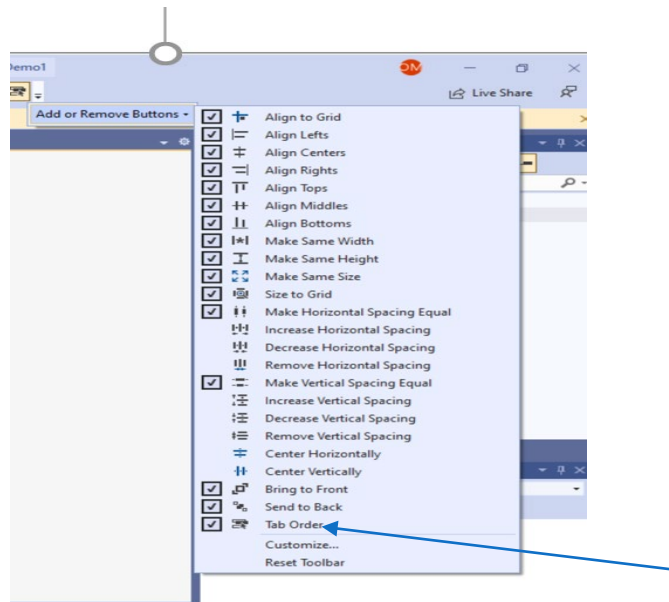 Demo1
DM
Live Share
Add or Remove Buttons
Align to Grid
Align Lefts
Align Centers
Align Rights
Align Tops
Align Middles
Align Bottoms
Make Same Width
Make Same Height
Make Same Size
Size to Grid
Make Horizontal Spacing Equal
Increase Horizontal Spacing
Decrease Horizontal Spacing
Remove Horizontal Spacing
Make Vertical Spacing Equal
Increase Vertical Spacing
Decrease Vertical Spacing
Remove Vertical Spacing
Center Horizontally
Center Vertically
Bring to Front
Send to Back
Tab Order
Customize...
Reset Toolbar